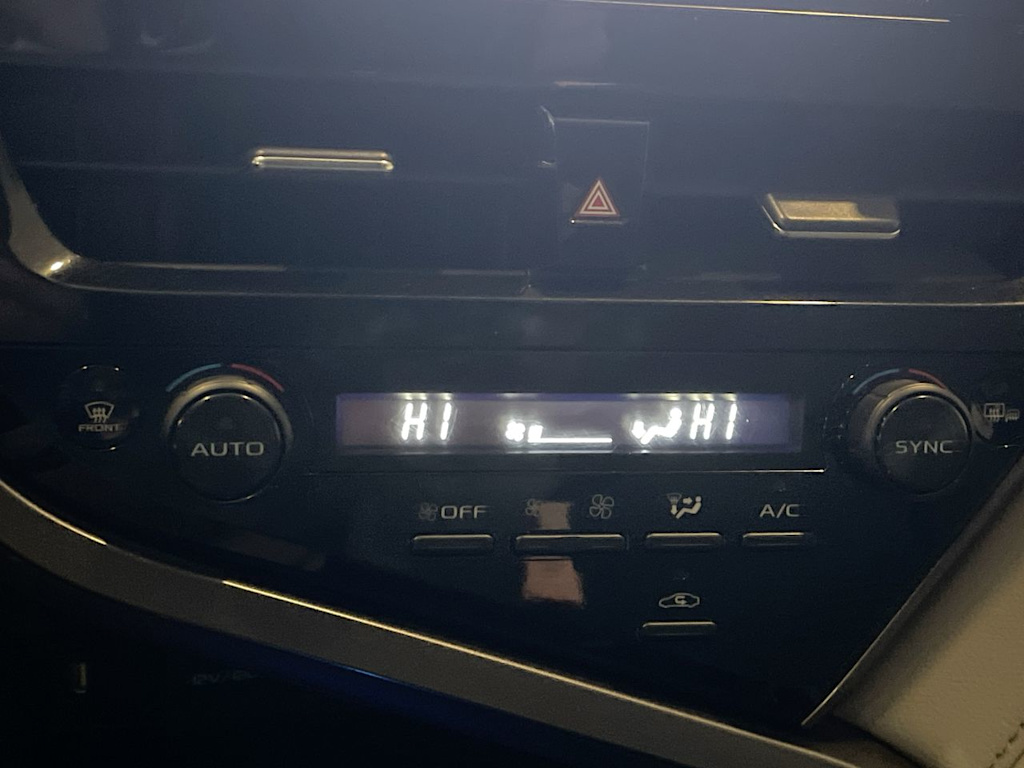 HI HI
FRONT
AUTO
SYNC
OFF
A/C